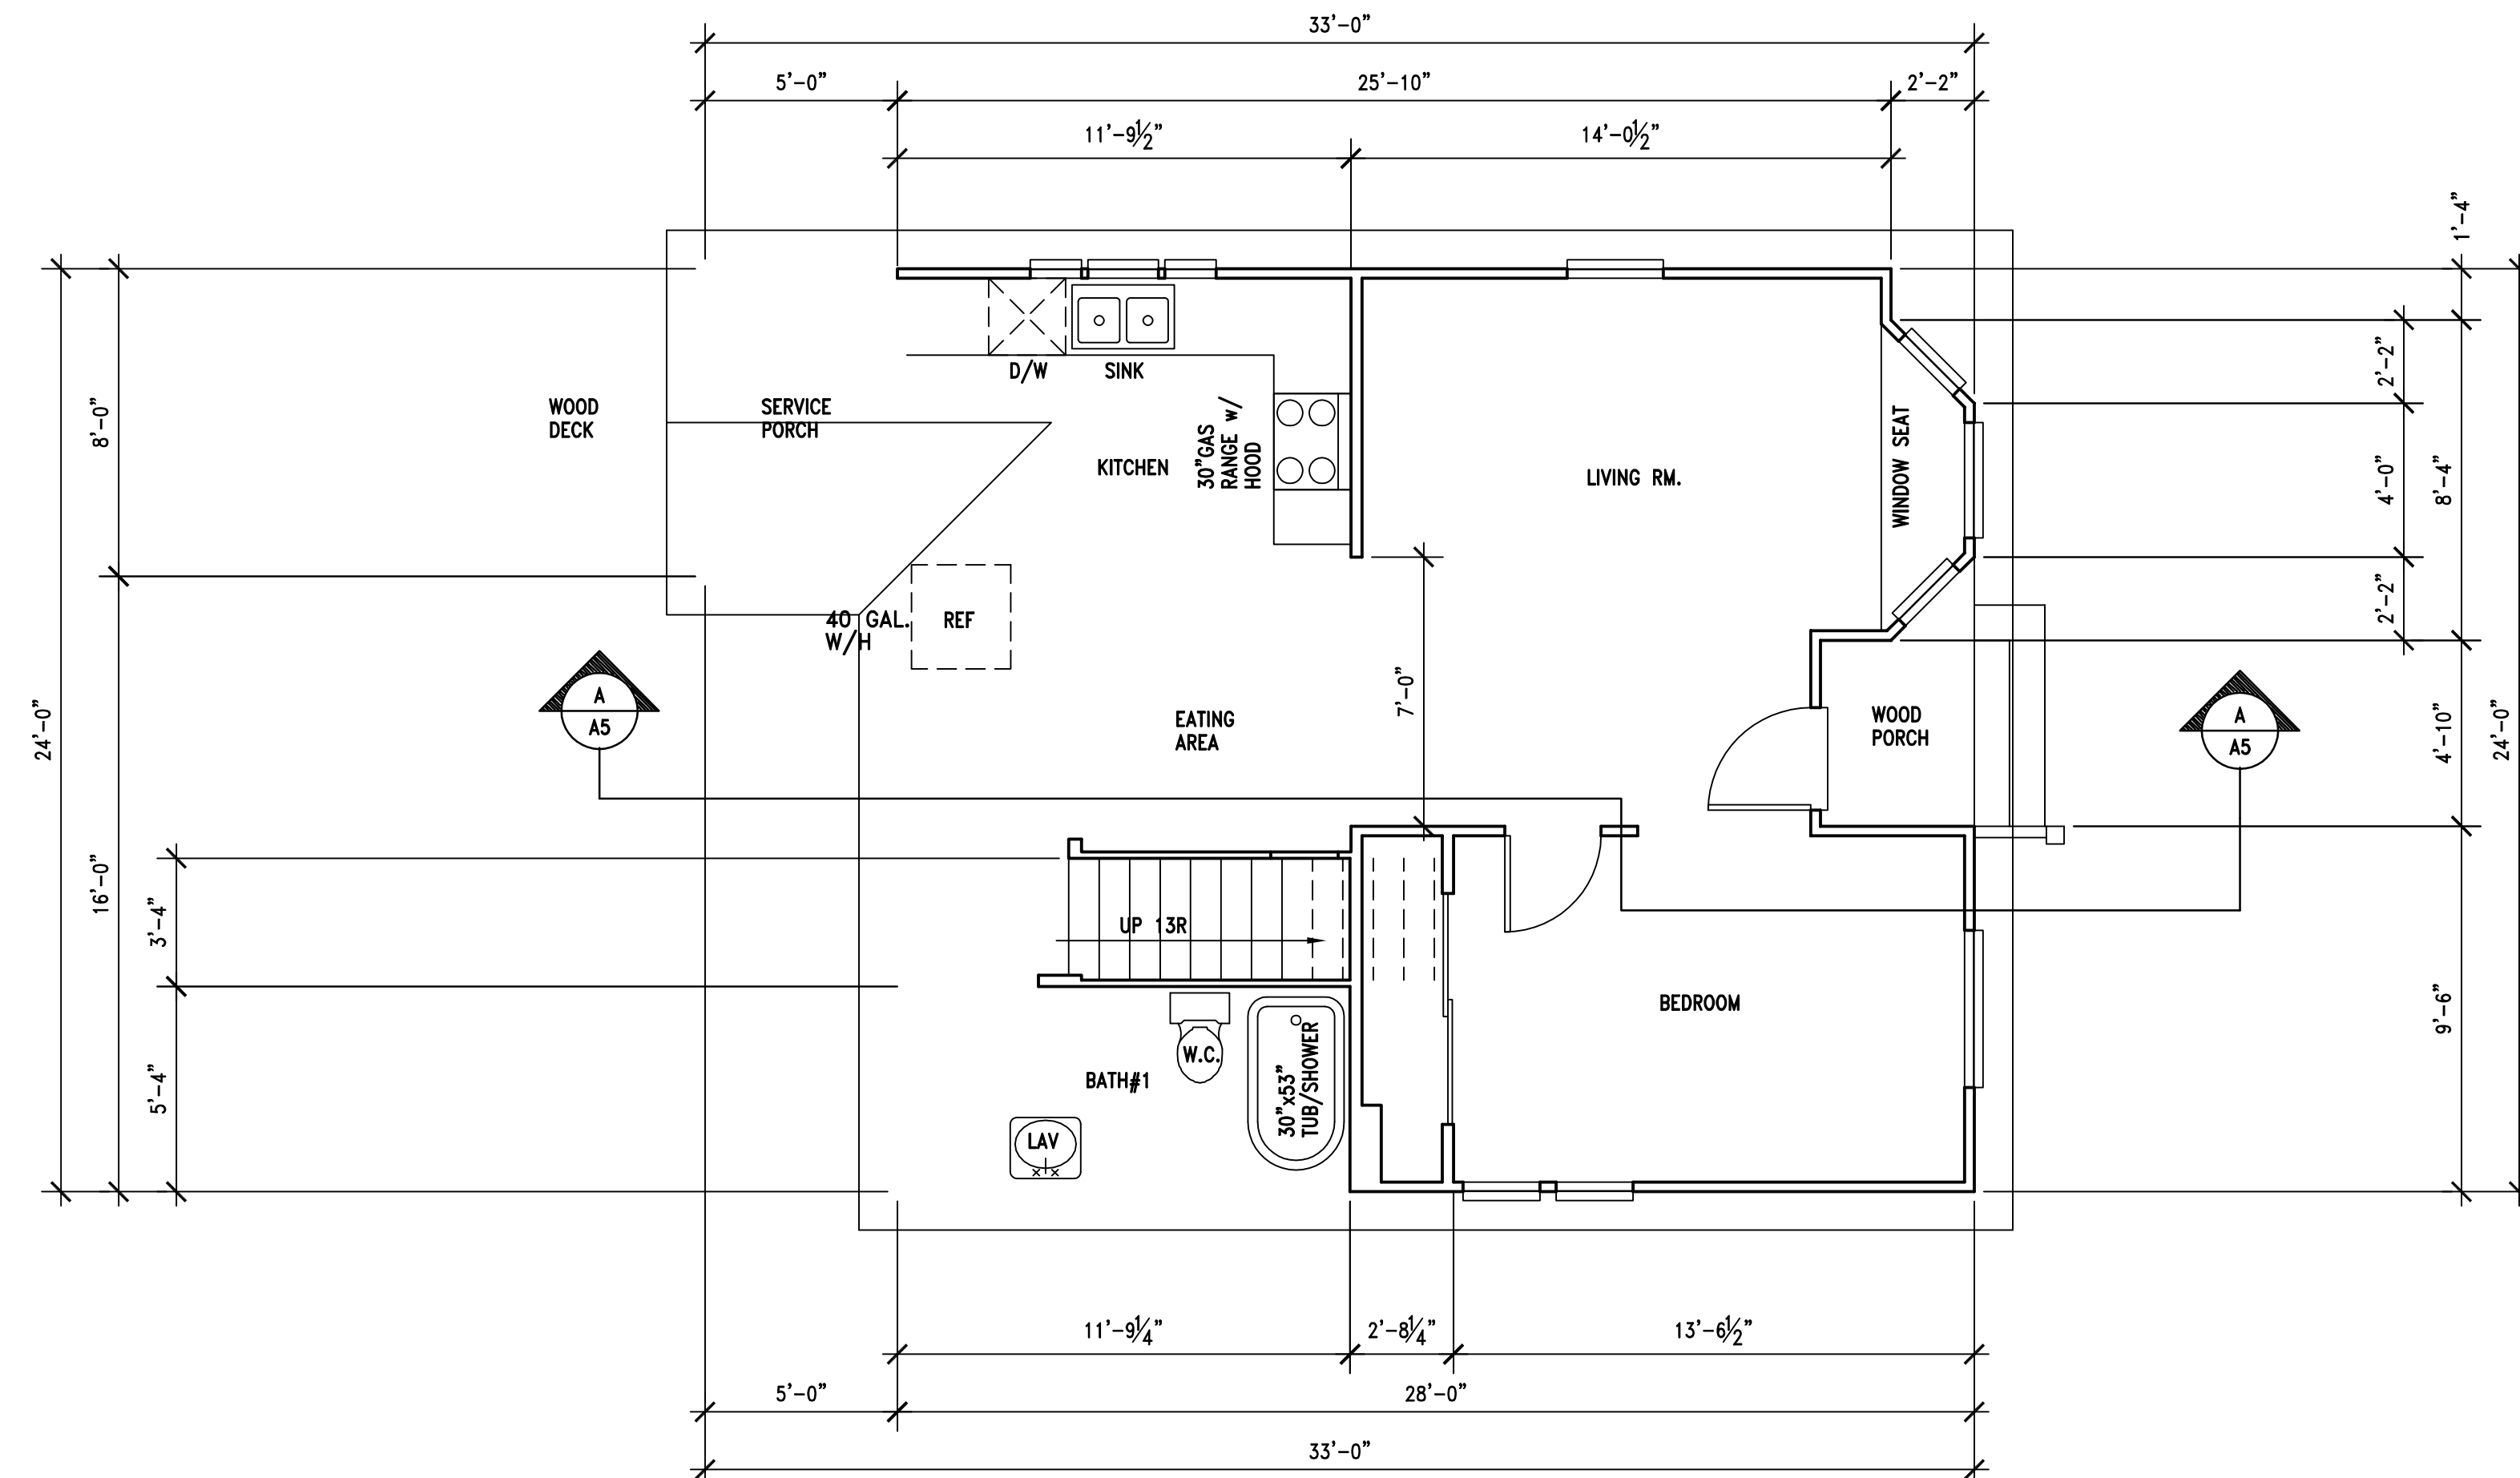 33'-0"
5'-0"
25'-10"
2'-2"
11'-9½"
14'-0½"
1'-4"
D/W
SINK
2'-2"
WOOD
DECK
SERVICE
PORCH
8'-0"
KITCHEN
30"GAS
RANGE w/
HOOD
LIVING RM.
WINDOW SEAT
4'-0"
8'-4"
2'-2"
40 GAL.
W/H
REF
7'-0"
A
A5
24'-0"
EATING
AREA
WOOD
PORCH
A
A5
4'-10"
24'-0"
16'-0"
3'-4"
UP 13R
BEDROOM
9'-6"
W.C.
5'-4"
BATH#1
30"x53"
TUB/SHOWER
LAV
11'-9¼"
2'-8¼"
13'-6½"
5'-0"
28'-0"
33'-0"